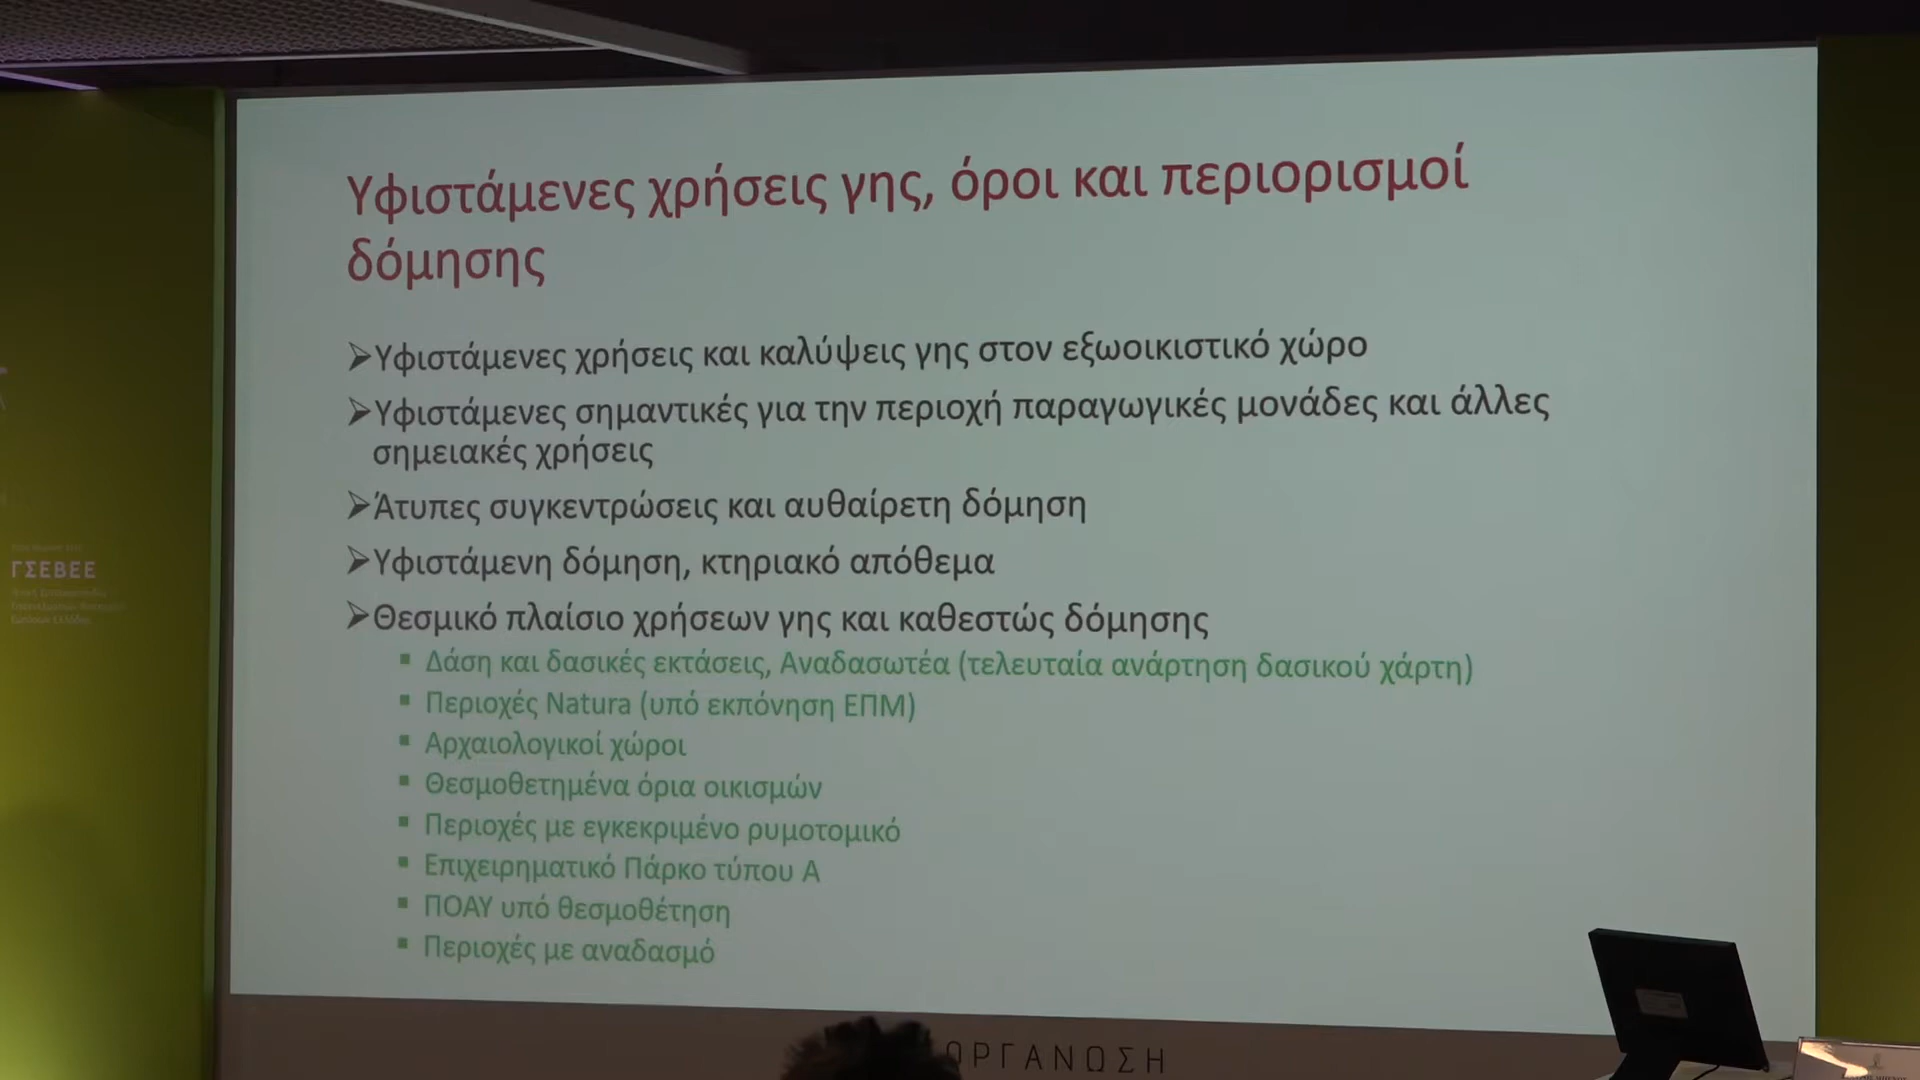 Υφιστάμενες χρήσεις γης, όροι και περιορισμοί
δόμησης
➢Υφιστάμενες χρήσεις και καλύψεις γης στον εξωοικιστικό χώρο
➢Υφιστάμενες σημαντικές για την περιοχή παραγωγικές μονάδες και άλλες
σημειακές χρήσεις
➢Άτυπες συγκεντρώσεις και αυθαίρετη δόμηση
➢Υφιστάμενη δόμηση, κτηριακό απόθεμα
➢Θεσμικό πλαίσιο χρήσεων γης και καθεστώς δόμησης
▪ Δάση και δασικές εκτάσεις, Αναδασωτέα (τελευταία ανάρτηση δασικού χάρτη)
▪ Περιοχές Natura (υπό εκπόνηση ΕΠΜ)
▪ Αρχαιολογικοί χώροι
▪ Θεσμοθετημένα όρια οικισμών
▪ Περιοχές με εγκεκριμένο ρυμοτομικό
▪ Επιχειρηματικό Πάρκο τύπου Α
▪ ΠΟΑΥ υπό θεσμοθέτηση
▪ Περιοχές με αναδασμό
ΓΣΕΒΕΕ
ΟΡΓΑΝΩΣΗ